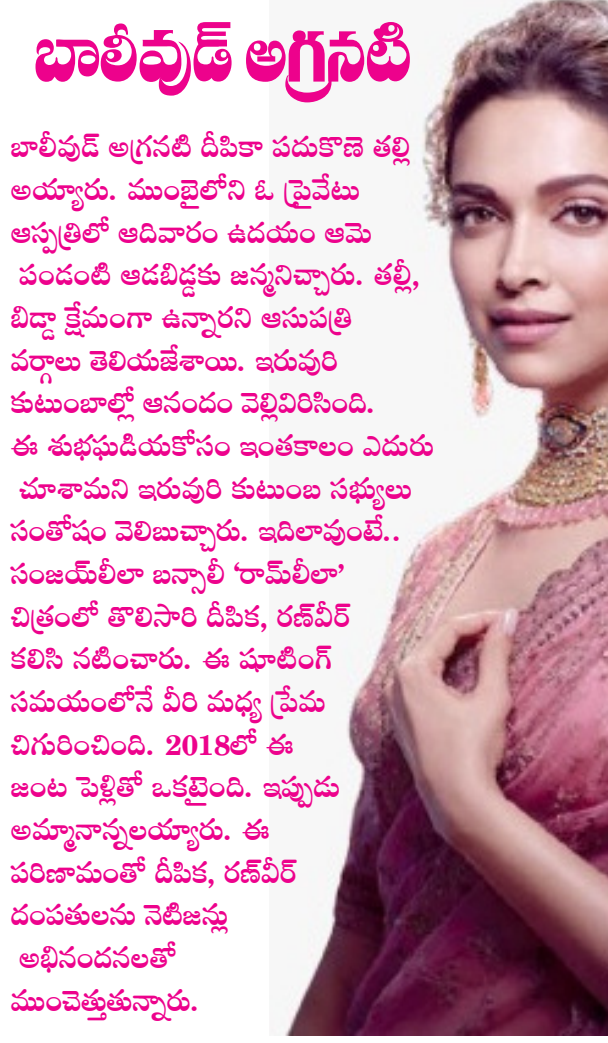 బాలీవుడ్ అగ్రనటి
బాలీవుడ్ అగ్రనటి దీపికా పదుకొణె తల్లి
అయ్యారు. ముంబైలోని ఓ ప్రైవేటు
ఆస్పత్రిలో ఆదివారం ఉదయం ఆమె
పండంటి ఆడబిడ్డకు జన్మనిచ్చారు. తల్లీ,
బిడ్డా క్షేమంగా ఉన్నారని ఆసుపత్రి
వర్గాలు తెలియజేశాయి. ఇరువురి
కుటుంబాల్లో ఆనందం వెల్లివిరిసింది.
ఈ శుభఘడియకోసం ఇంతకాలం ఎదురు
చూశామని ఇరువురి కుటుంబ సభ్యులు
సంతోషం వెలిబుచ్చారు. ఇదిలావుంటే..
సంజయ్‌లీలా బన్సాలీ ‘రామ్‌లీలా’
చిత్రంలో తొలిసారి దీపిక, రణ్‌వీర్
కలిసి నటించారు. ఈ షూటింగ్
సమయంలోనే వీరి మధ్య ప్రేమ
చిగురించింది. 2018లో ఈ
జంట పెళ్లితో ఒకటైంది. ఇప్పుడు
అమ్మానాన్నలయ్యారు. ఈ
పరిణామంతో దీపిక, రణ్‌వీర్
దంపతులను నెటిజన్లు
అభినందనలతో
ముంచెత్తుతున్నారు.